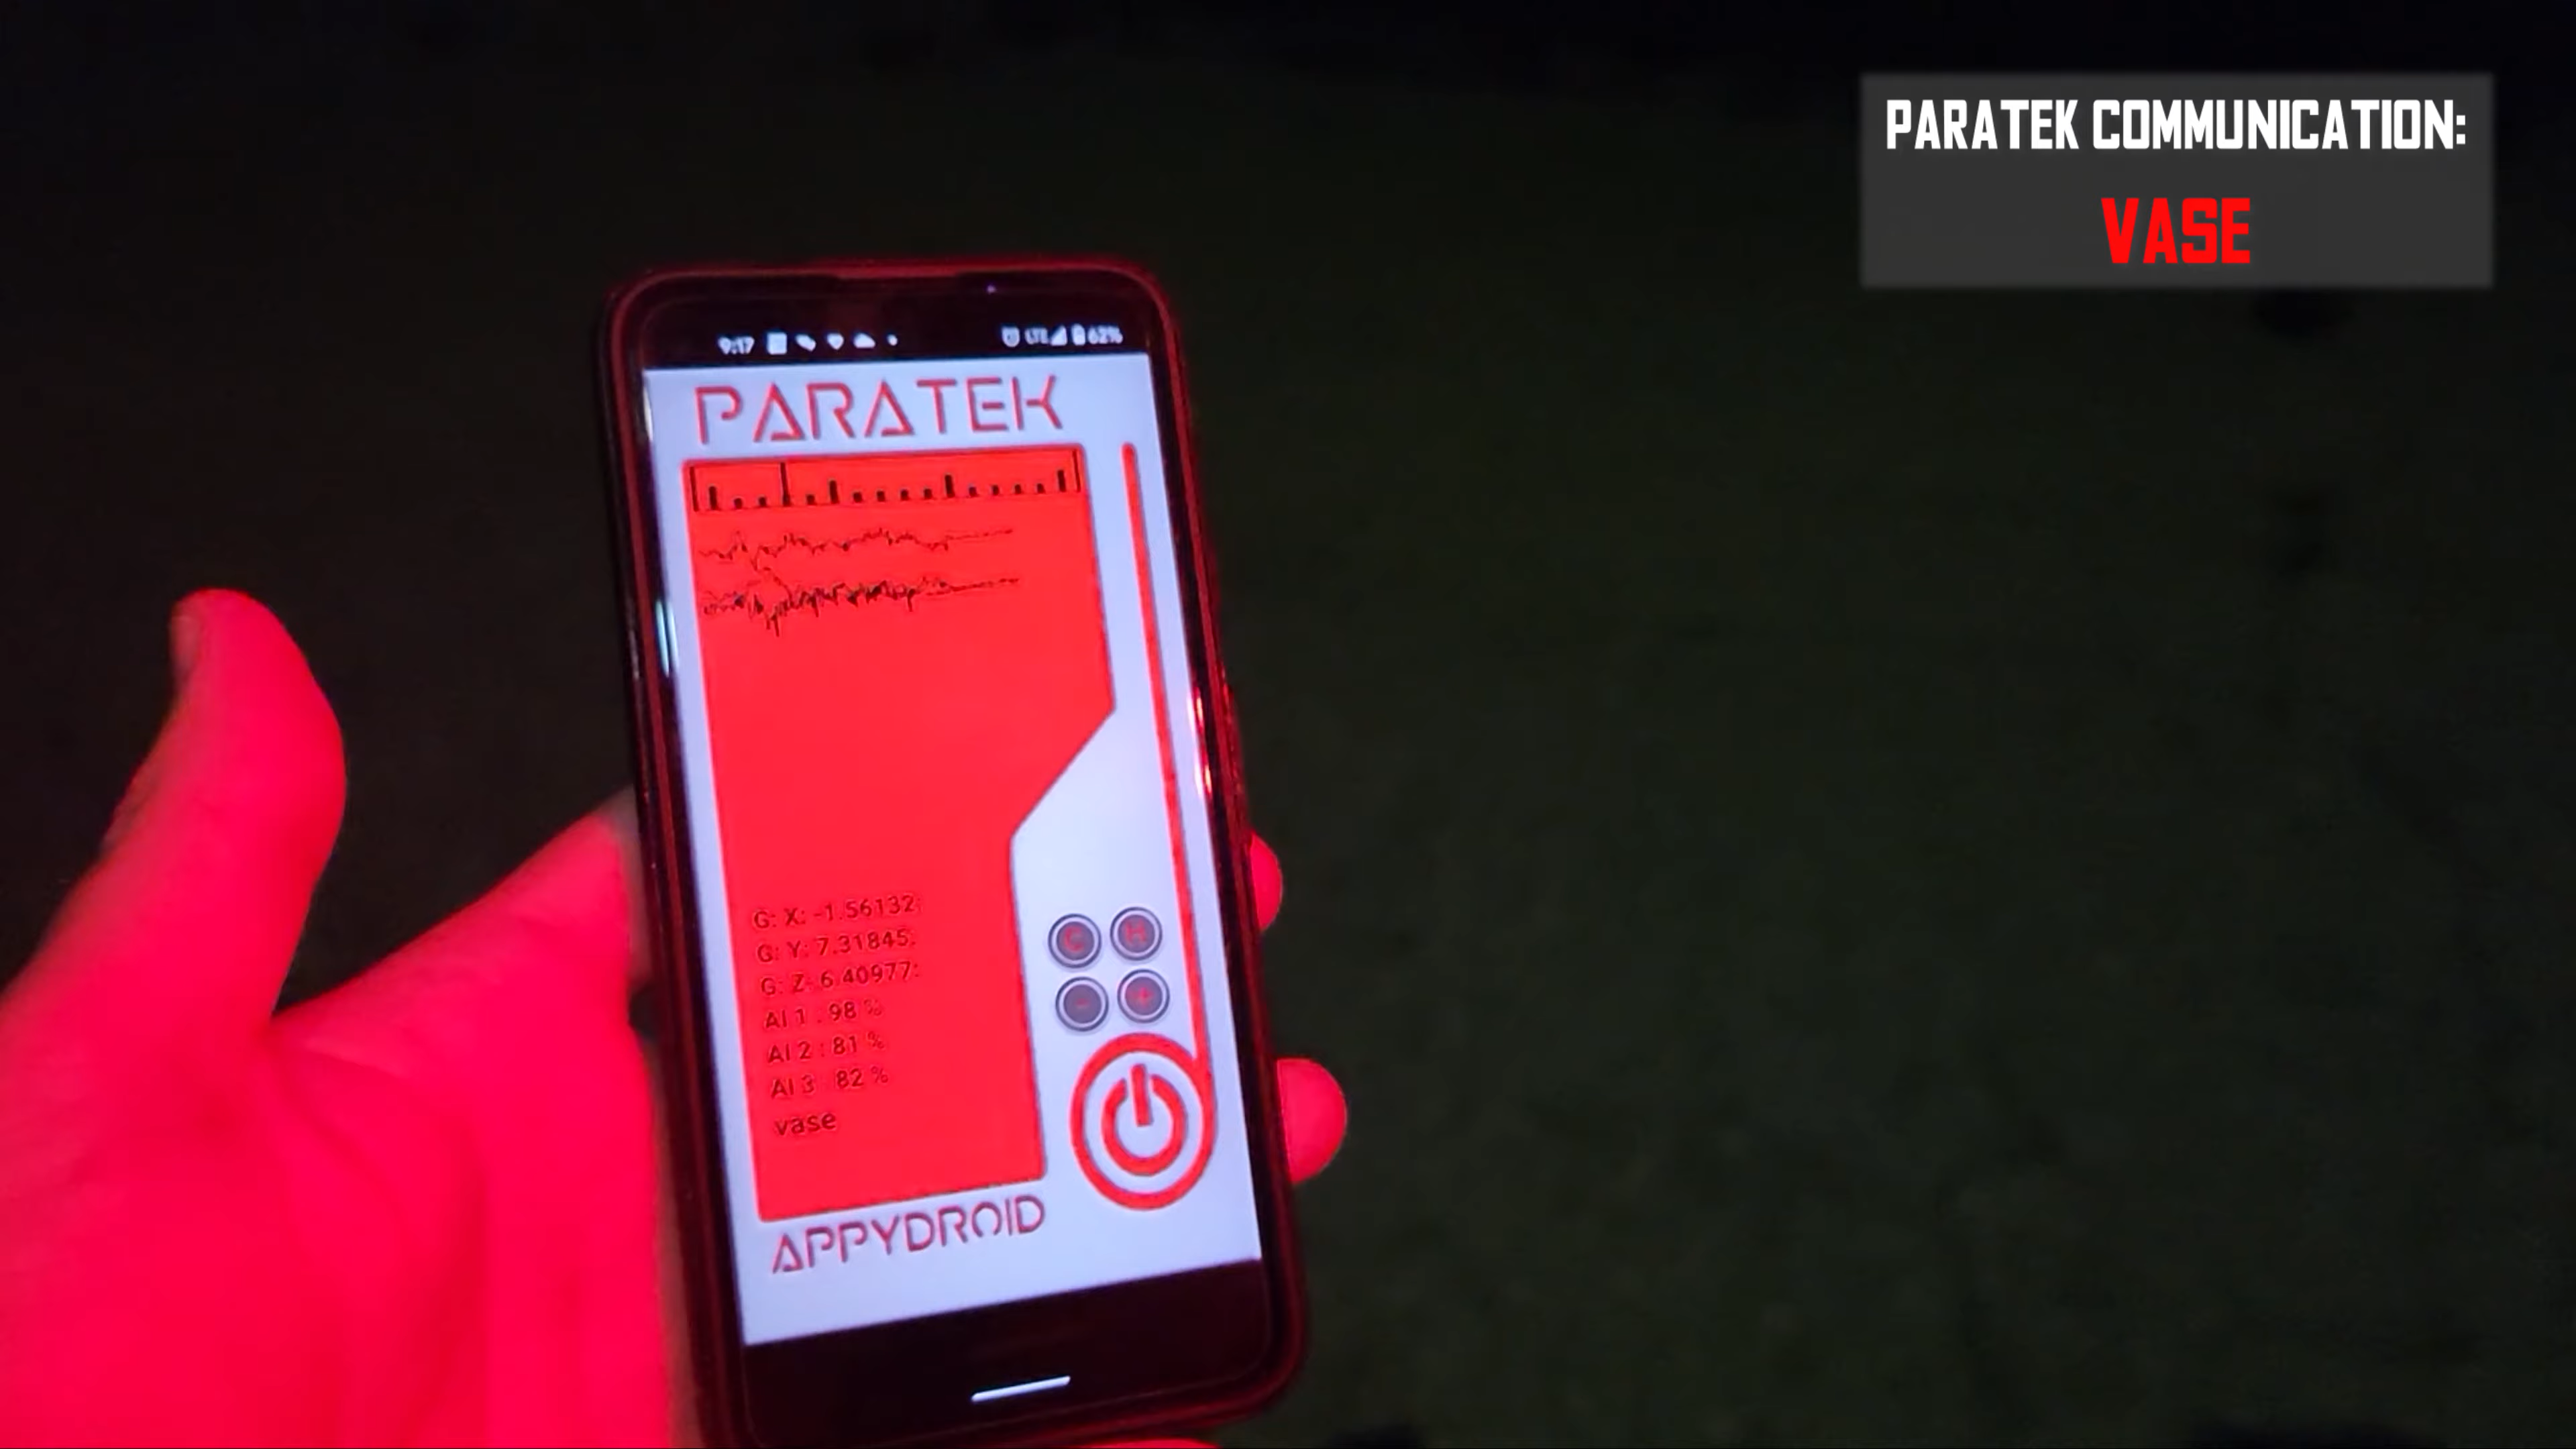 PARATEK COMMUNICATION:
VASE
9:17 LTE 62%
PARATEK
G: X: -1.56132:
G: Y: 7.31845:
G: Z: 6.40977:
AI 1 : 98 %
AI 2 : 81 %
AI 3 : 82 %
vase
C H
- +
APPYDROID